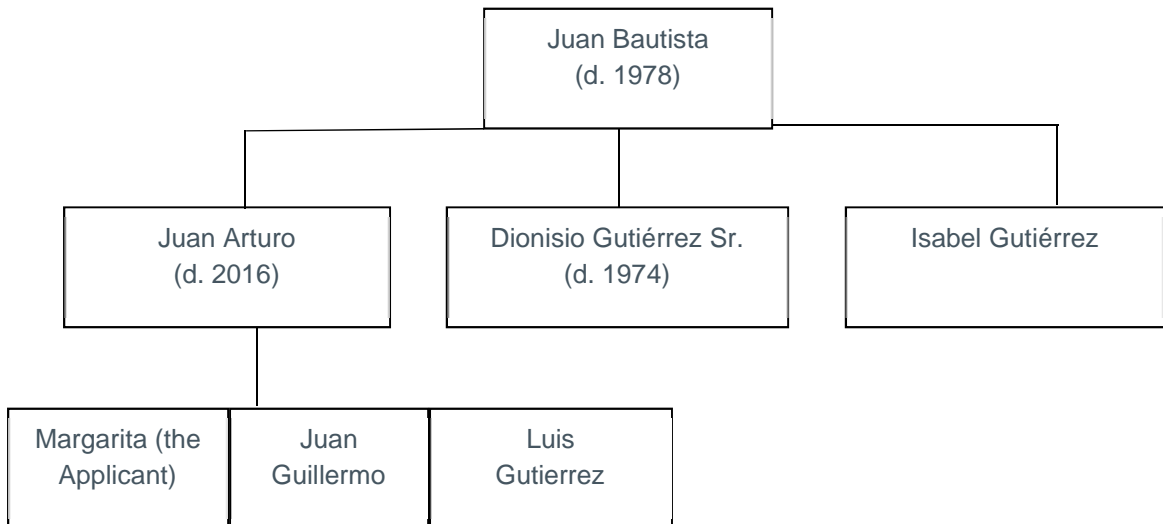 Juan Bautista
(d. 1978)
Juan Arturo
(d. 2016)
Dionisio Gutiérrez Sr.
(d. 1974)
Isabel Gutiérrez
Margarita (the
Applicant)
Juan
Guillermo
Luis
Gutierrez